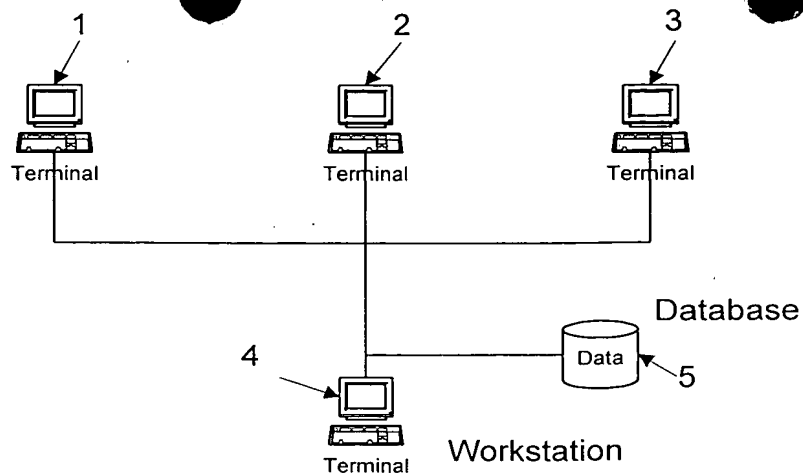 1 2 3
Terminal Terminal Terminal
Database
Data
4 5
Workstation
Terminal